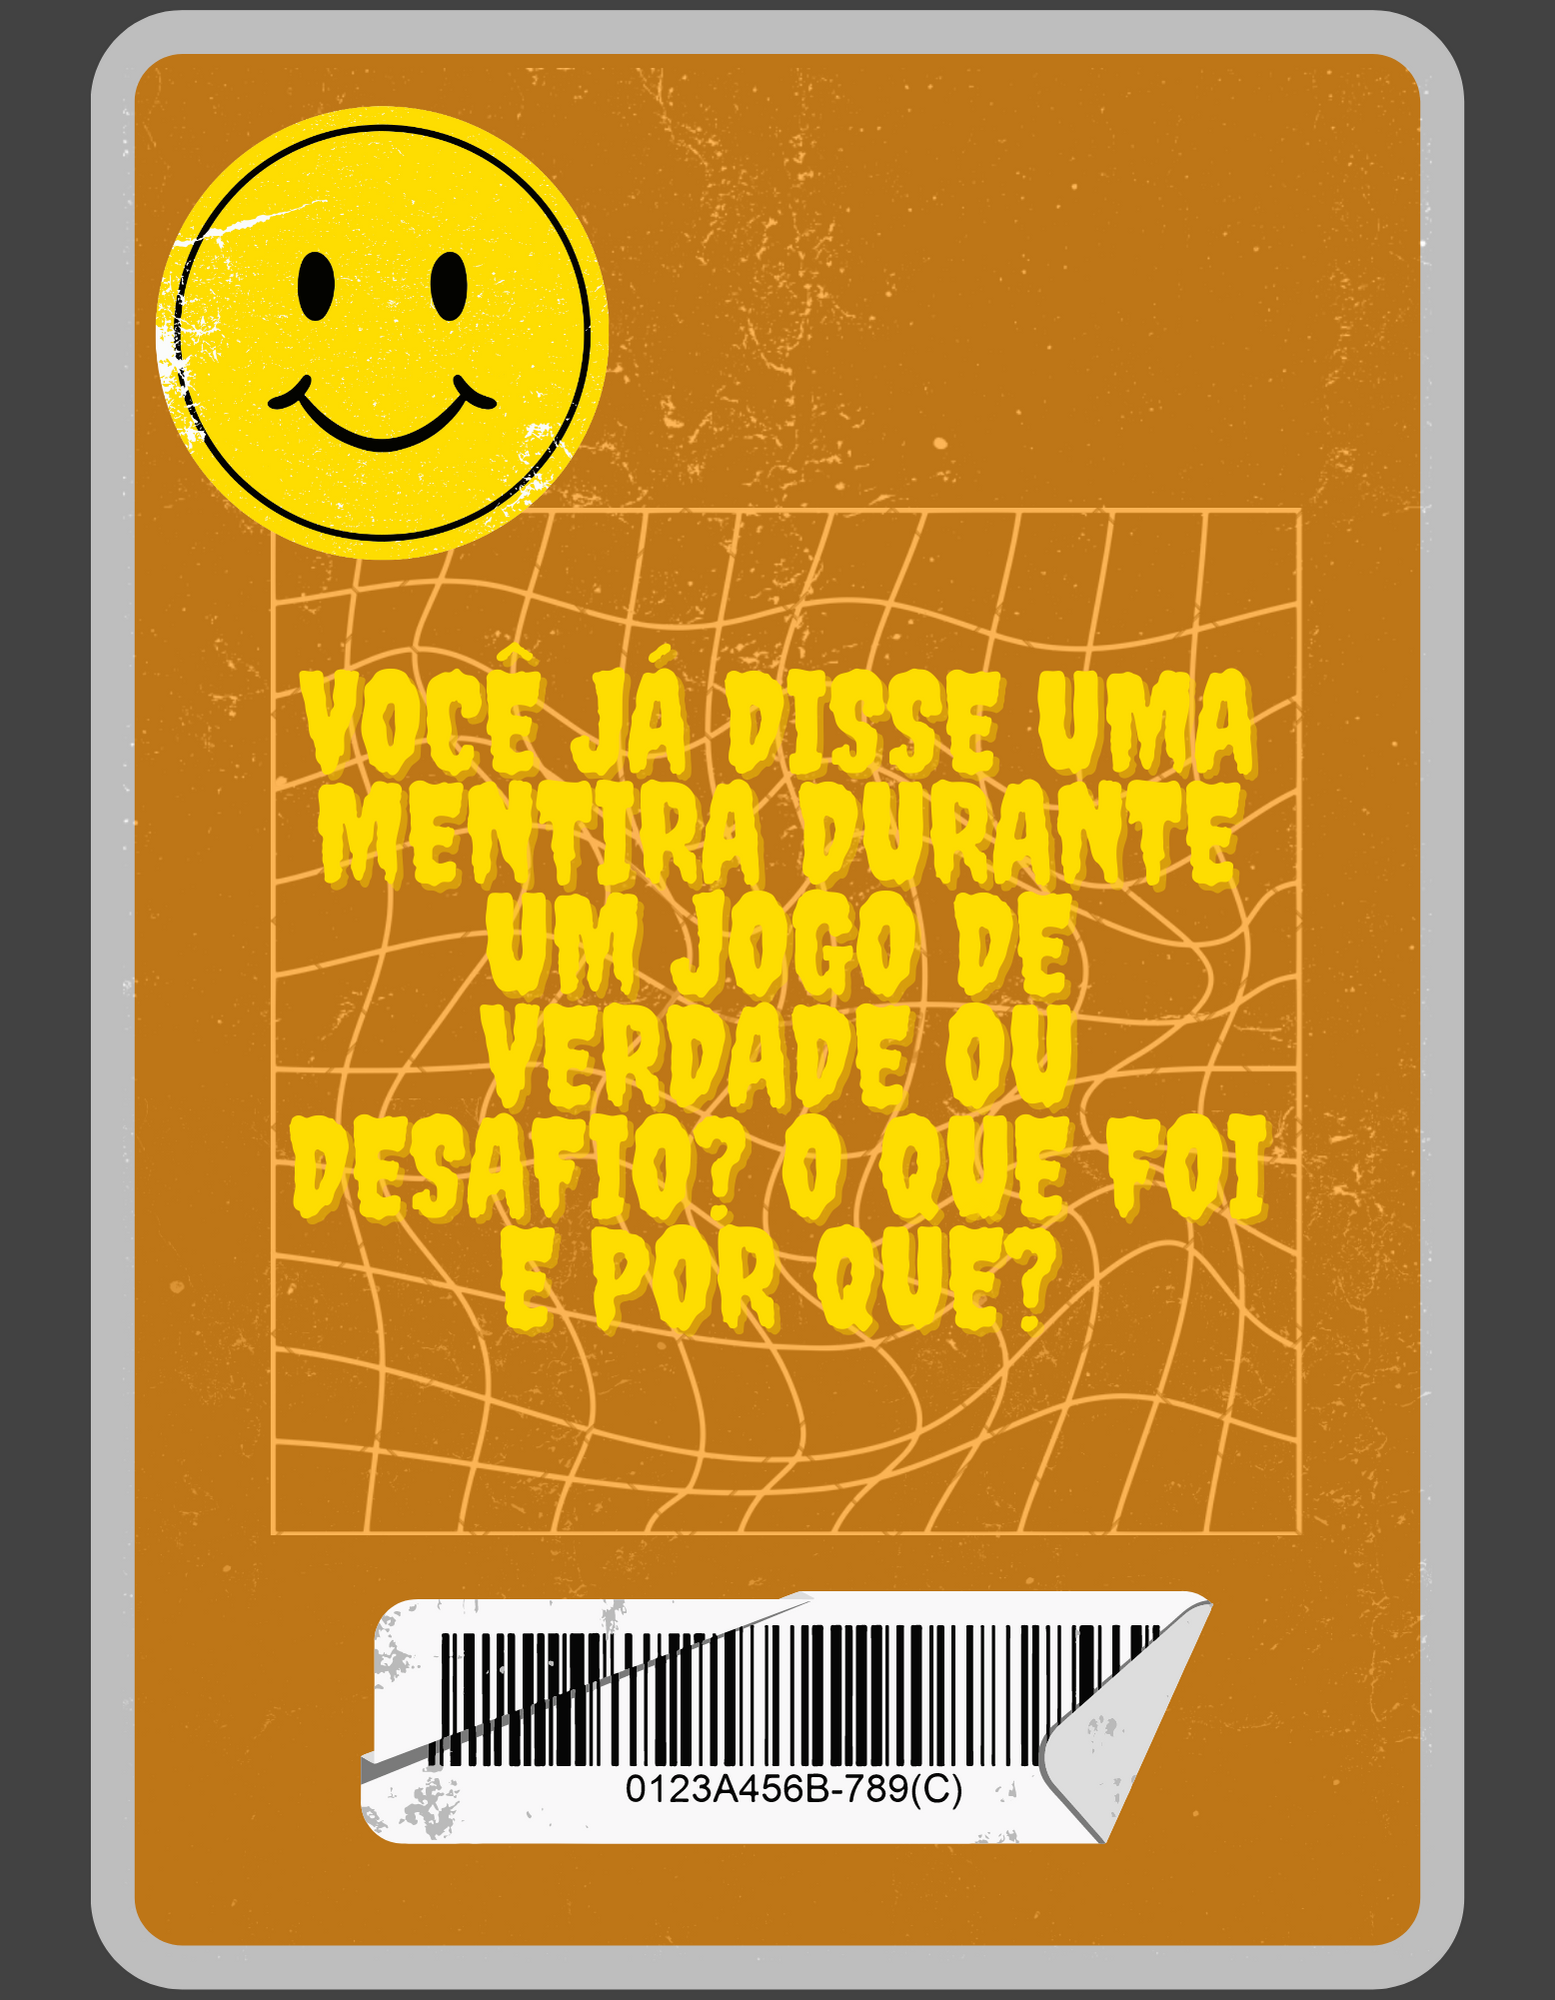 VOCÊ JÁ DISSE UMA
MENTIRA DURANTE
UM JOGO DE
VERDADE OU
DESAFIO? O QUE FOI
E POR QUE?
0123A456B-789(C)